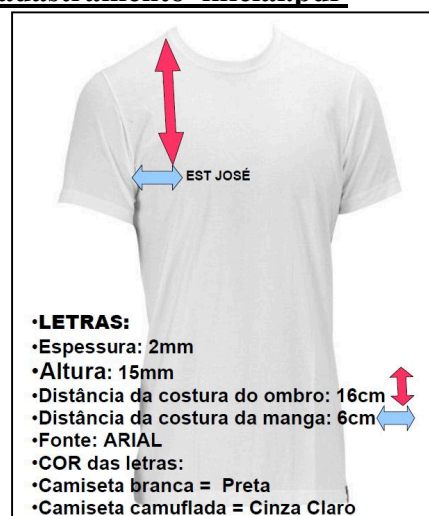 EST JOSÉ
•LETRAS:
•Espessura: 2mm
•Altura: 15mm
•Distância da costura do ombro: 16cm
•Distância da costura da manga: 6cm
•Fonte: ARIAL
•COR das letras:
•Camiseta branca = Preta
•Camiseta camuflada = Cinza Claro